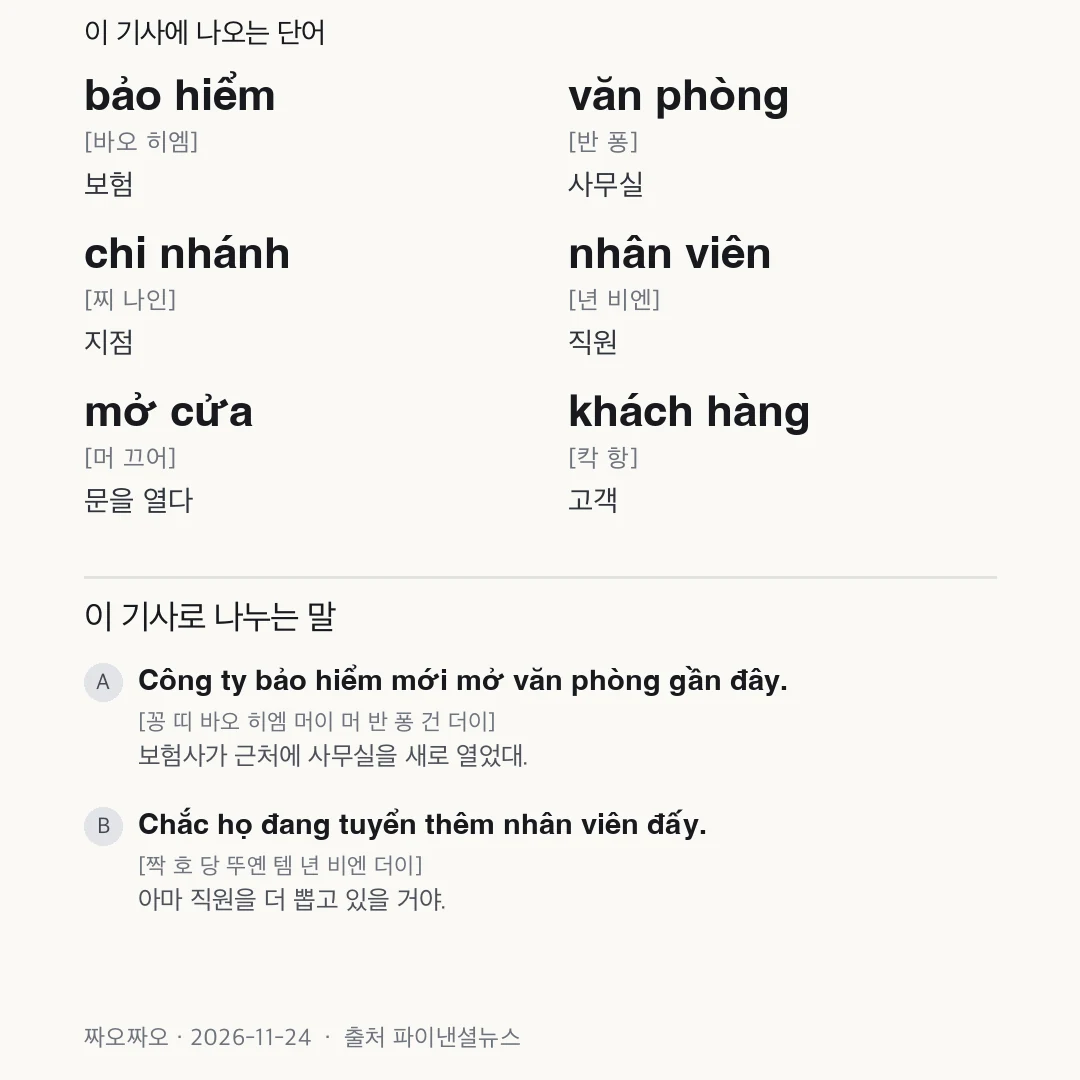 이 기사에 나오는 단어
bảo hiểm
[바오 히엠]
보험
văn phòng
[반 퐁]
사무실
chi nhánh
[찌 나인]
지점
nhân viên
[년 비엔]
직원
mở cửa
[머 끄어]
문을 열다
khách hàng
[칵 항]
고객
이 기사로 나누는 말
A
Công ty bảo hiểm mới mở văn phòng gần đây.
[꽁 띠 바오 히엠 머이 머 반 퐁 건 더이]
보험사가 근처에 사무실을 새로 열었대.
B
Chắc họ đang tuyển thêm nhân viên đấy.
[짝 호 당 뚜옌 템 년 비엔 더이]
아마 직원을 더 뽑고 있을 거야.
짜오짜오 · 2026-11-24 · 출처 파이낸셜뉴스